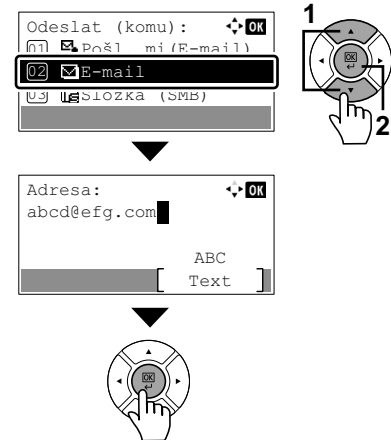 Odeslat (komu): OK
01 Pošl. mi(E-mail)
02 E-mail
03 Složka (SMB)
1
OK
2
Adresa: OK
abcd@efg.com
ABC
[ Text ]
OK